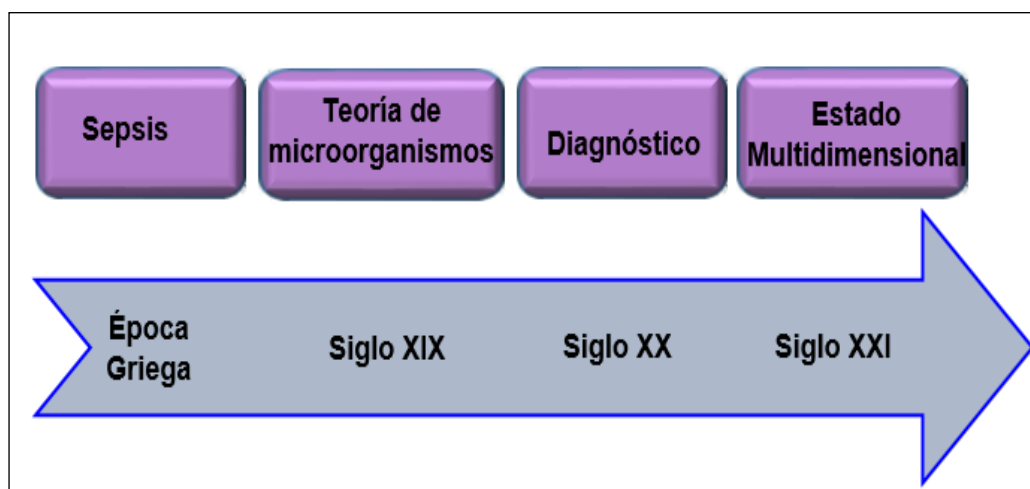 Sepsis
Teoría de
microorganismos
Diagnóstico
Estado
Multidimensional
Época
Griega
Siglo XIX
Siglo XX
Siglo XXI